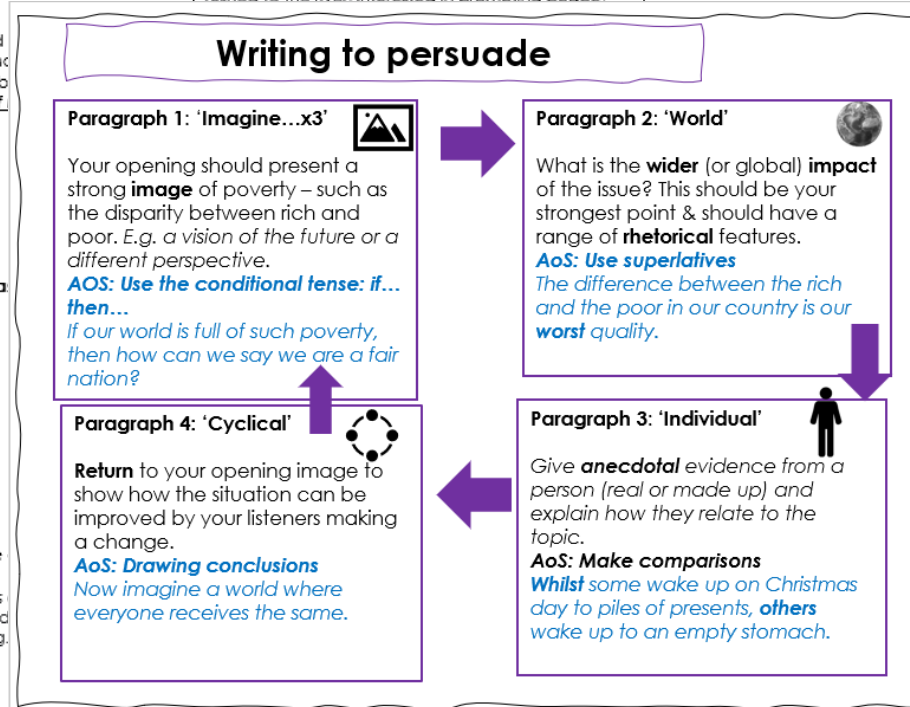 Writing to persuade
Paragraph 1: ‘Imagine…x3’
Your opening should present a
strong image of poverty – such as
the disparity between rich and
poor. E.g. a vision of the future or a
different perspective.
AOS: Use the conditional tense: if…
then…
If our world is full of such poverty,
then how can we say we are a fair
nation?
Paragraph 2: ‘World’
What is the wider (or global) impact
of the issue? This should be your
strongest point & should have a
range of rhetorical features.
AoS: Use superlatives
The difference between the rich
and the poor in our country is our
worst quality.
Paragraph 3: ‘Individual’
Give anecdotal evidence from a
person (real or made up) and
explain how they relate to the
topic.
AoS: Make comparisons
Whilst some wake up on Christmas
day to piles of presents, others
wake up to an empty stomach.
Paragraph 4: ‘Cyclical’
Return to your opening image to
show how the situation can be
improved by your listeners making
a change.
AoS: Drawing conclusions
Now imagine a world where
everyone receives the same.